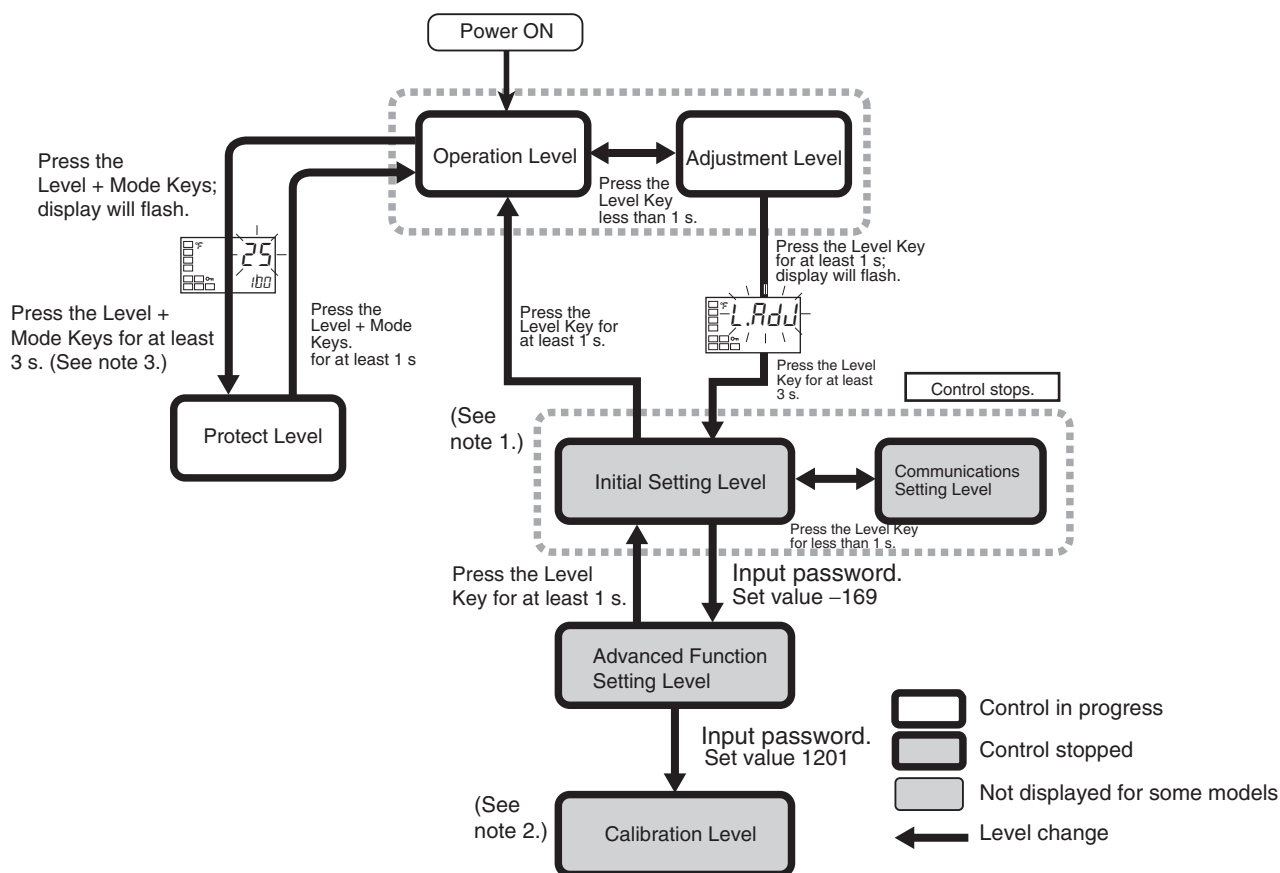 Power ON
Operation Level
Adjustment Level
Press the
Level Key
less than 1 s.
Press the
Level + Mode Keys;
display will flash.
°F
25
100
Press the Level +
Mode Keys for at least
3 s. (See note 3.)
Press the
Level + Mode
Keys.
for at least 1 s
Press the
Level Key for
at least 1 s.
Press the Level Key
for at least 1 s;
display will flash.
°F
L.AdJ
Press the Level
Key for at least
3 s.
Control stops.
Protect Level
(See
note 1.)
Initial Setting Level
Communications
Setting Level
Press the Level Key
for less than 1 s.
Press the Level
Key for at least 1 s.
Input password.
Set value –169
Advanced Function
Setting Level
Input password.
Set value 1201
(See
note 2.)
Calibration Level
Control in progress
Control stopped
Not displayed for some models
Level change